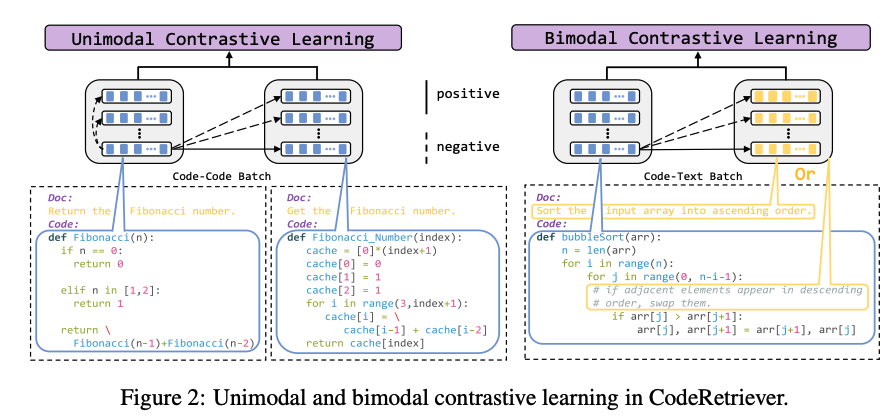 Unimodal Contrastive Learning
Bimodal Contrastive Learning
positive
negative
Code-Code Batch
Code-Text Batch
Or
Doc:
Return the Fibonacci number.
Code:
def Fibonacci(n):
if n == 0:
return 0
elif n in [1,2]:
return 1
return \
Fibonacci(n-1)+Fibonacci(n-2)
Doc:
Get the Fibonacci number.
Code:
def Fibonacci_Number(index):
cache = [0]*(index+1)
cache[0] = 0
cache[1] = 1
cache[2] = 1
for i in range(3,index+1):
cache[i] = \
cache[i-1] + cache[i-2]
return cache[index]
Doc:
Sort the input array into ascending order.
Code:
def bubbleSort(arr):
n = len(arr)
for i in range(n):
for j in range(0, n-i-1):
# if adjacent elements appear in descending
# order, swap them.
if arr[j] > arr[j+1]:
arr[j], arr[j+1] = arr[j+1], arr[j]
Figure 2: Unimodal and bimodal contrastive learning in CodeRetriever.